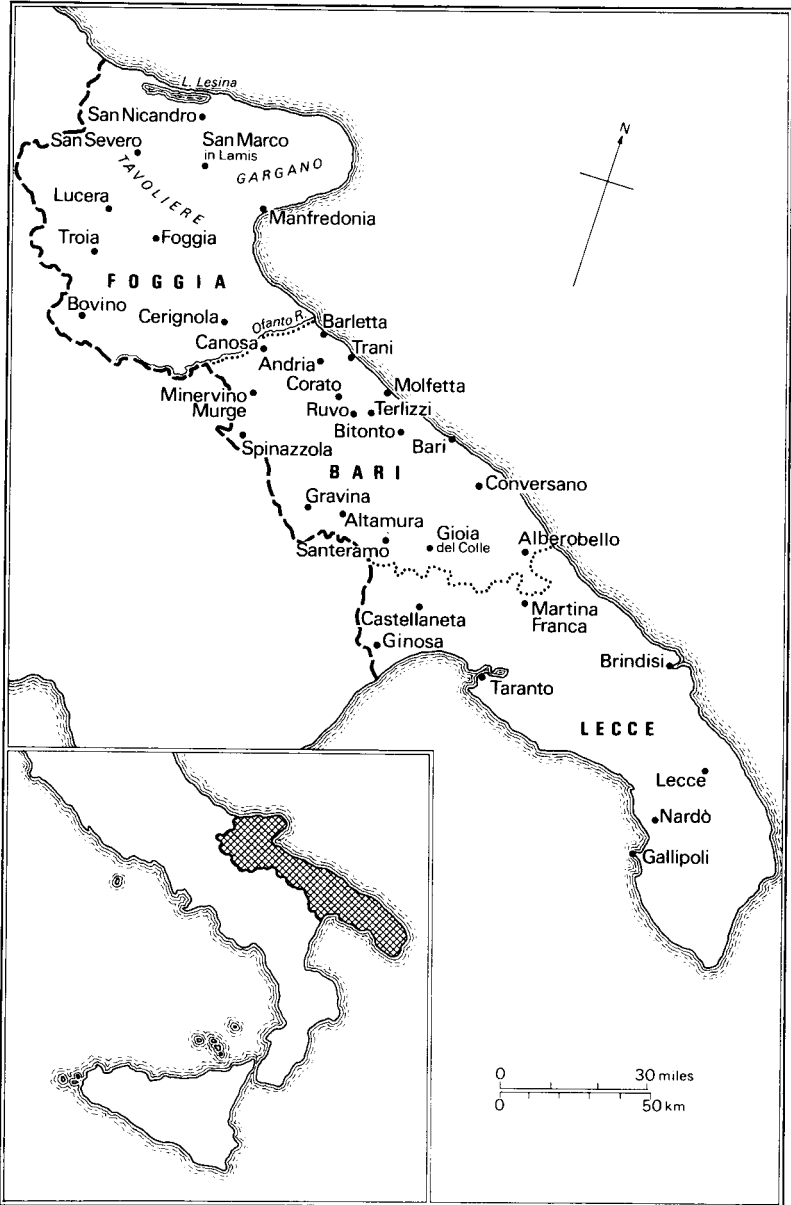 L. Lesina
San Nicandro
San Severo
San Marco
in Lamis
TAVOLIERE
GARGANO
N
Lucera
Manfredonia
Troia
Foggia
FOGGIA
Bovino
Cerignola
Ofanto R.
Barletta
Canosa
Trani
Andria
Corato
Molfetta
Minervino
Murge
Ruvo
Terlizzi
Bitonto
Bari
Spinazzola
BARI
Conversano
Gravina
Altamura
Gioia
del Colle
Alberobello
Santeramo
Castellaneta
Martina
Franca
Ginosa
Brindisi
Taranto
LECCE
Lecce
Nardò
Gallipoli
0 30 miles
0 50 km